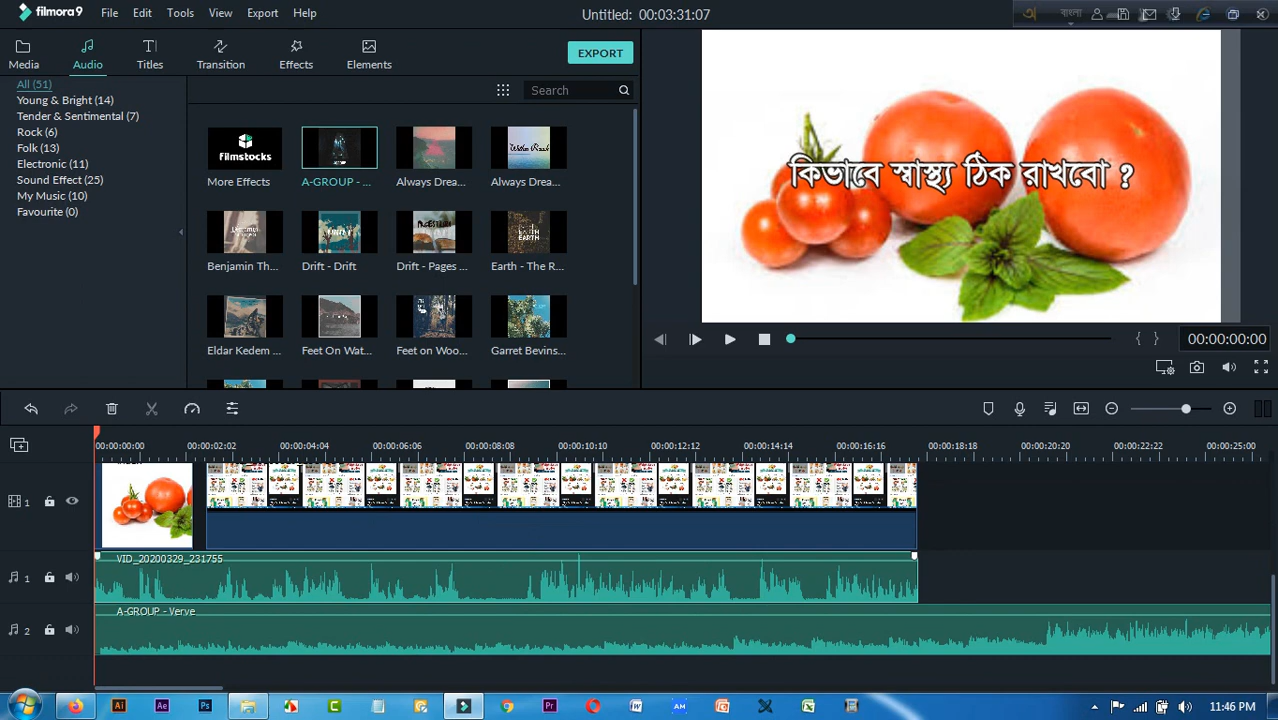 filmora9
File
Edit
Tools
View
Export
Help
Untitled: 00:03:31:07
বাংলা
Media
Audio
Titles
Transition
Effects
Elements
EXPORT
All (51)
Young & Bright (14)
Tender & Sentimental (7)
Rock (6)
Folk (13)
Electronic (11)
Sound Effect (25)
My Music (10)
Favourite (0)
Search
Filmstocks
More Effects
A-GROUP - ...
Always Drea...
Always Drea...
Benjamin Th...
Drift - Drift
Drift - Pages ...
EARTH
Earth - The R...
Eldar Kedem ...
Feet On Wat...
Feet on Woo...
Garret Bevins...
কিভাবে স্বাস্থ্য ঠিক রাখবো ?
00:00:00:00
00:00:00:00
00:00:02:02
00:00:04:04
00:00:06:06
00:00:08:08
00:00:10:10
00:00:12:12
00:00:14:14
00:00:16:16
00:00:18:18
00:00:20:20
00:00:22:22
00:00:25:00
1
VID_20200329_231755
1
A-GROUP - Verve
2
Ai
Ae
Ps
C
Pr
W
AM
11:46 PM